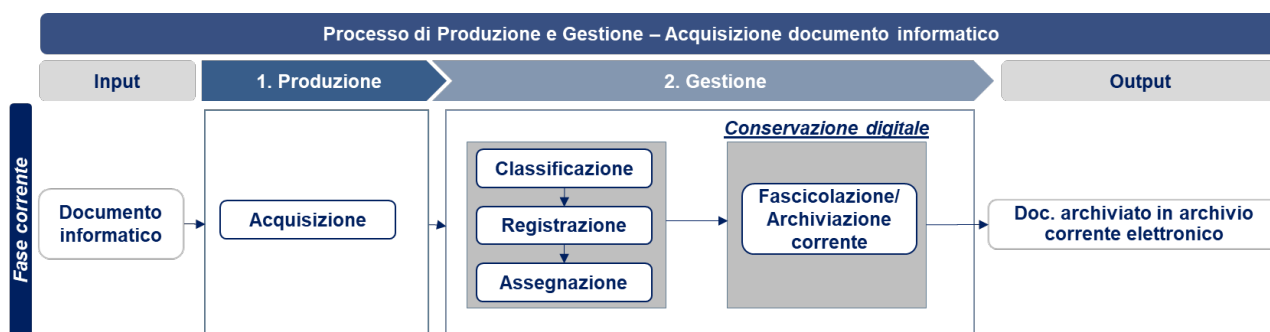 Processo di Produzione e Gestione – Acquisizione documento informatico
Input
1. Produzione
2. Gestione
Output
Fase corrente
Documento
informatico
Acquisizione
Classificazione
Registrazione
Assegnazione
Conservazione digitale
Fascicolazione/
Archiviazione
corrente
Doc. archiviato in archivio
corrente elettronico